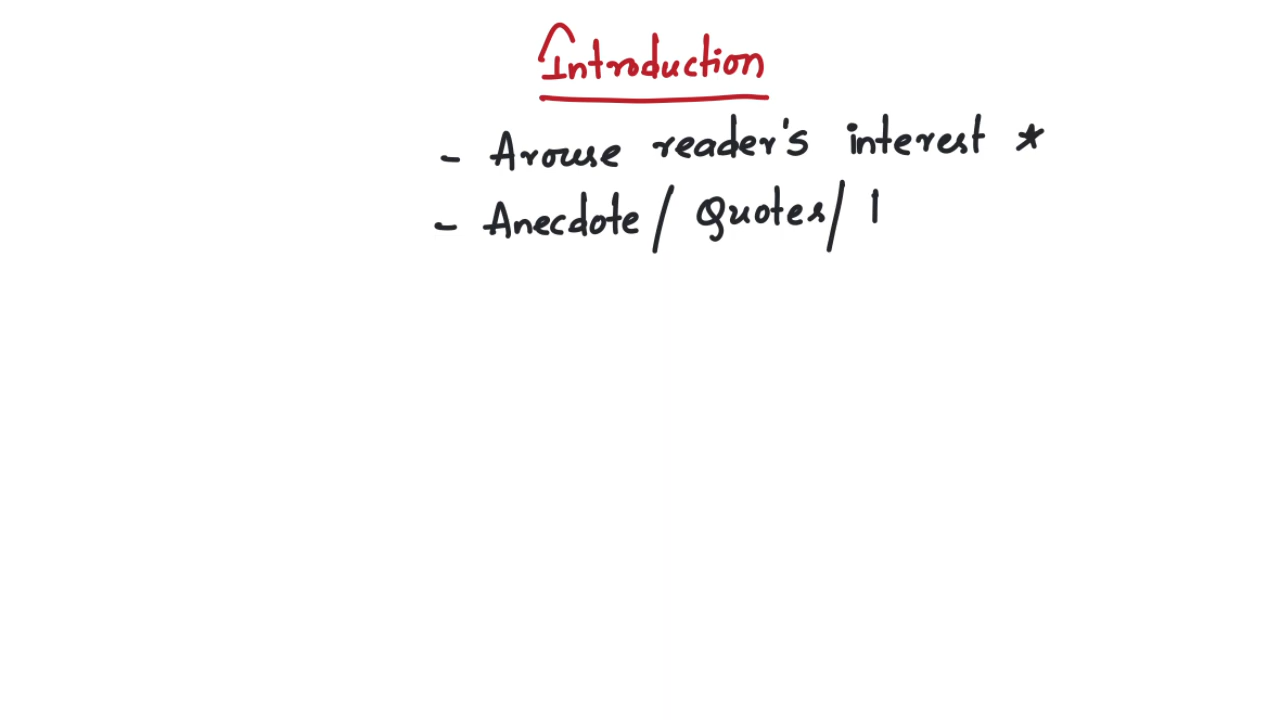 Introduction
- Arouse reader's interest *
- Anecdote / Quotes /